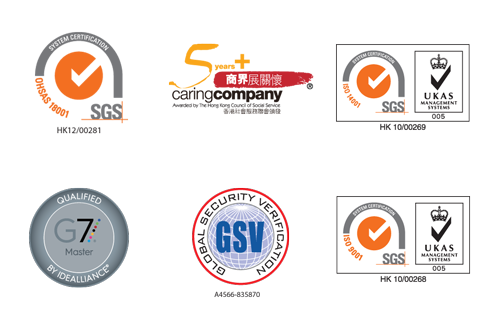 SYSTEM CERTIFICATION
OHSAS 18001
SGS
HK12/00281
5 years +
商界展關懷
caringcompany®
Awarded by The Hong Kong Council of Social Service
香港社會服務聯會頒發
SYSTEM CERTIFICATION
ISO 14001
SGS
UKAS
MANAGEMENT
SYSTEMS
005
HK 10/00269
QUALIFIED
G7
Master
BY IDEALLIANCE®
GLOBAL SECURITY VERIFICATION
GSV
A4566-835870
SYSTEM CERTIFICATION
ISO 9001
SGS
UKAS
MANAGEMENT
SYSTEMS
005
HK 10/00268